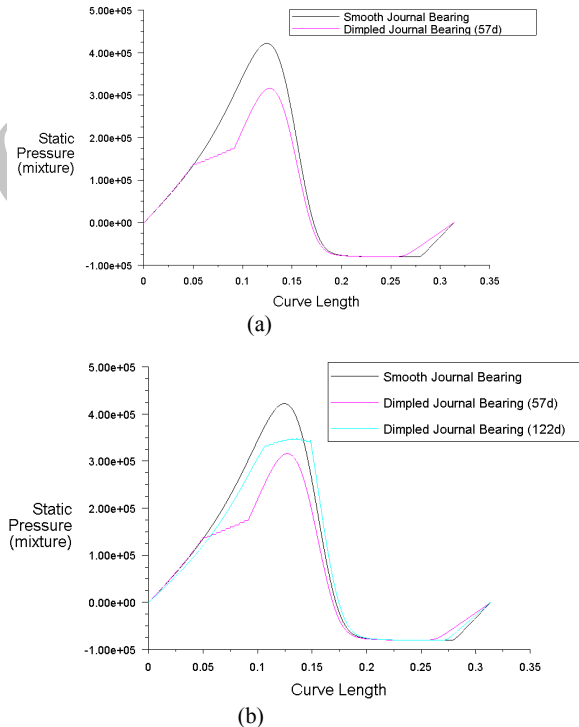 5.00e+05
4.00e+05
3.00e+05
2.00e+05
1.00e+05
0.00e+00
-1.00e+05
Static
Pressure
(mixture)
Smooth Journal Bearing
Dimpled Journal Bearing (57d)
0 0.05 0.1 0.15 0.2 0.25 0.3 0.35
Curve Length
(a)
5.00e+05
4.00e+05
3.00e+05
2.00e+05
1.00e+05
0.00e+00
-1.00e+05
Static
Pressure
(mixture)
Smooth Journal Bearing
Dimpled Journal Bearing (57d)
Dimpled Journal Bearing (122d)
0 0.05 0.1 0.15 0.2 0.25 0.3 0.35
Curve Length
(b)